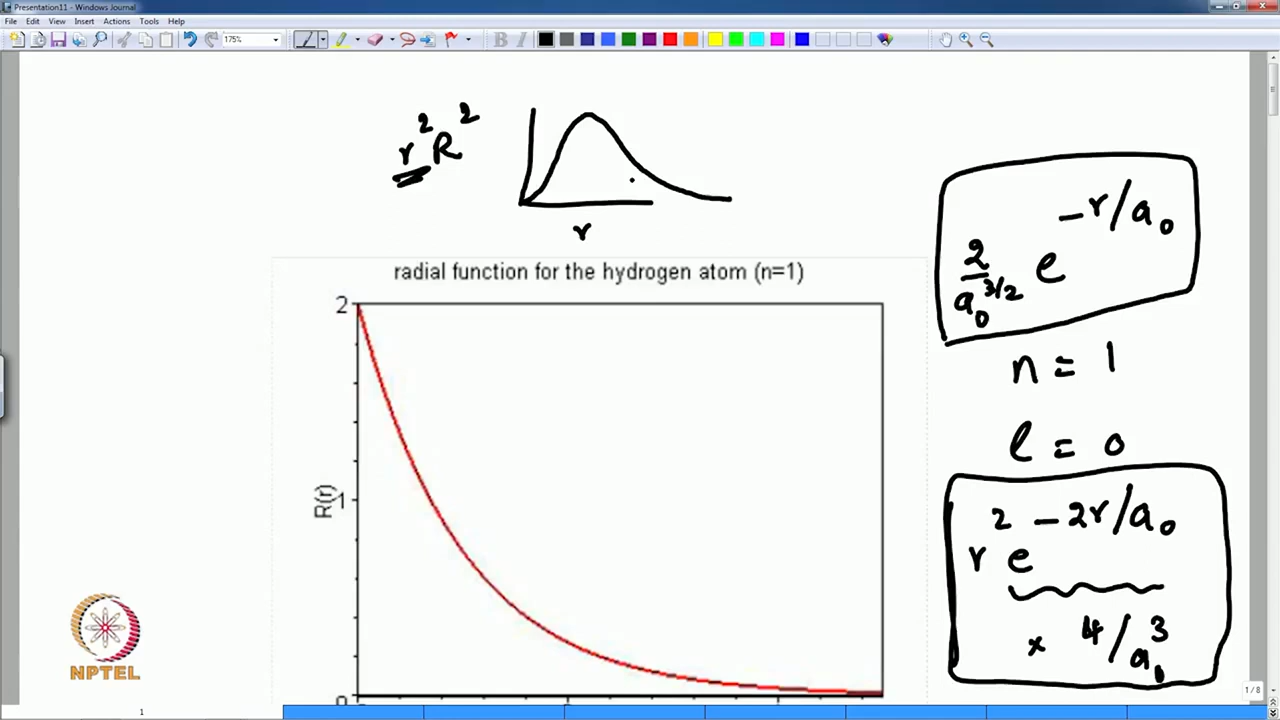 Presentation11 - Windows Journal
File Edit View Insert Actions Tools Help
175%
B I
r²R²
r
radial function for the hydrogen atom (n=1)
2
R(r)
1
0
2/a₀^3/2 e^-r/a₀
n = 1
l = 0
r² e^-2r/a₀
x 4/a₀³
NPTEL
1
1 / 8